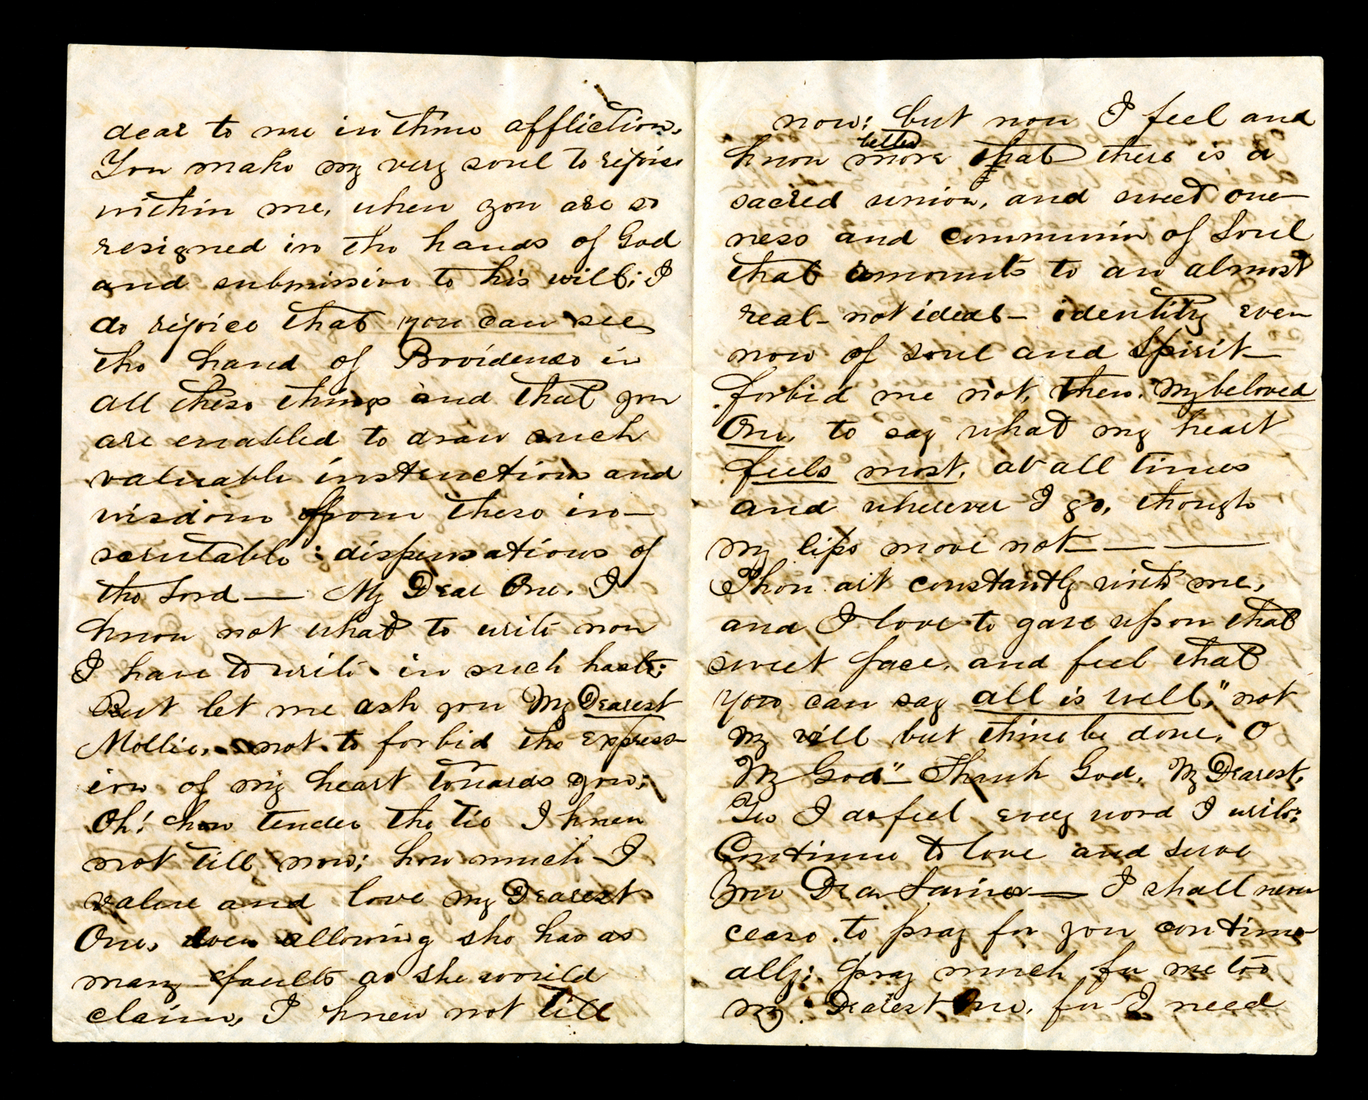 dear to me in thine affliction.
You make my very soul to rejoice
within me, when you are so
resigned in the hands of God
and submissive to his will; I
do rejoice that you can see
the hand of Providence in
all these things and that you
are enabled to draw such
valuable instruction and
wisdom from these in-
scrutable dispensations of
the Lord — My Dear One, I
know not what to write now
I have to write in such haste;
But let me ask you My Dearest
Mollie, not to forbid the express-
ion of my heart towards you;
Oh! how tender the tie I knew
not till now; how much I
value and love my Dearest
One, even allowing she has as
many faults as she would
claim, I knew not till
now; but now I feel and
know more better that there is a
sacred union, and sweet one-
ness and communion of Soul
that amounts to an almost
real - not ideal - identity even
now of soul and Spirit —
forbid me not, then, My beloved
One, to say what my heart
feels most, at all times
and wherever I go, though
my lips move not — — —
Thou art constantly with me,
and I love to gaze upon that
sweet face, and feel that
you can say all is well," not
my will but thine be done, O
My God" — Thank God, My Dearest,
Yes I do feel every word I write;
Continue to love and serve
our Dear Savior — I shall never
cease to pray for you continu-
ally; pray much for me too
my Dearest One, for I need